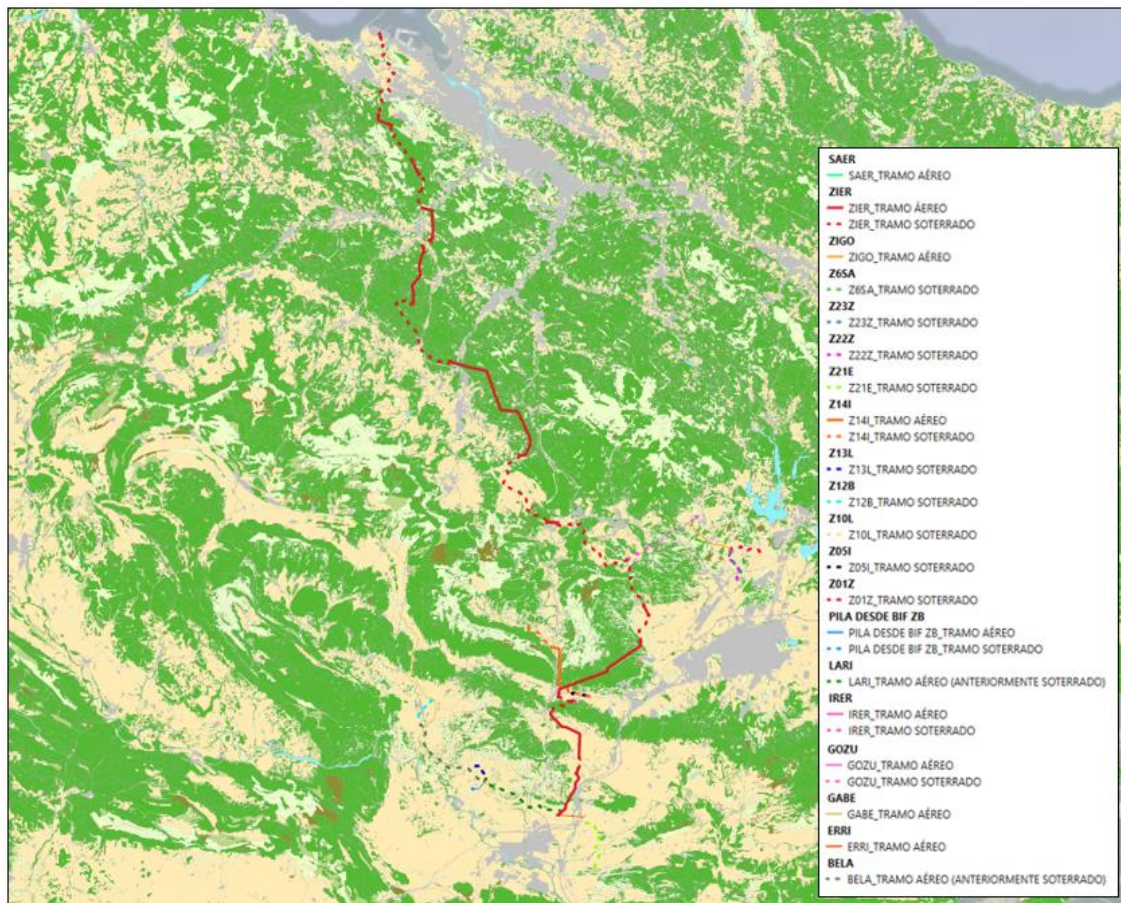 SAER
SAER_TRAMO AÉREO
ZIER
ZIER_TRAMO ÁEREO
ZIER_TRAMO SOTERRADO
ZIGO
ZIGO_TRAMO AÉREO
Z6SA
Z6SA_TRAMO SOTERRADO
Z23Z
Z23Z_TRAMO SOTERRADO
Z22Z
Z22Z_TRAMO SOTERRADO
Z21E
Z21E_TRAMO SOTERRADO
Z14I
Z14I_TRAMO AÉREO
Z14I_TRAMO SOTERRADO
Z13L
Z13L_TRAMO SOTERRADO
Z12B
Z12B_TRAMO SOTERRADO
Z10L
Z10L_TRAMO SOTERRADO
Z05I
Z05I_TRAMO SOTERRADO
Z01Z
Z01Z_TRAMO SOTERRADO
PILA DESDE BIF ZB
PILA DESDE BIF ZB_TRAMO AÉREO
PILA DESDE BIF ZB_TRAMO SOTERRADO
LARI
LARI_TRAMO AÉREO (ANTERIORMENTE SOTERRADO)
IRER
IRER_TRAMO AÉREO
IRER_TRAMO SOTERRADO
GOZU
GOZU_TRAMO AÉREO
GOZU_TRAMO SOTERRADO
GABE
GABE_TRAMO AÉREO
ERRI
ERRI_TRAMO AÉREO
BELA
BELA_TRAMO AÉREO (ANTERIORMENTE SOTERRADO)